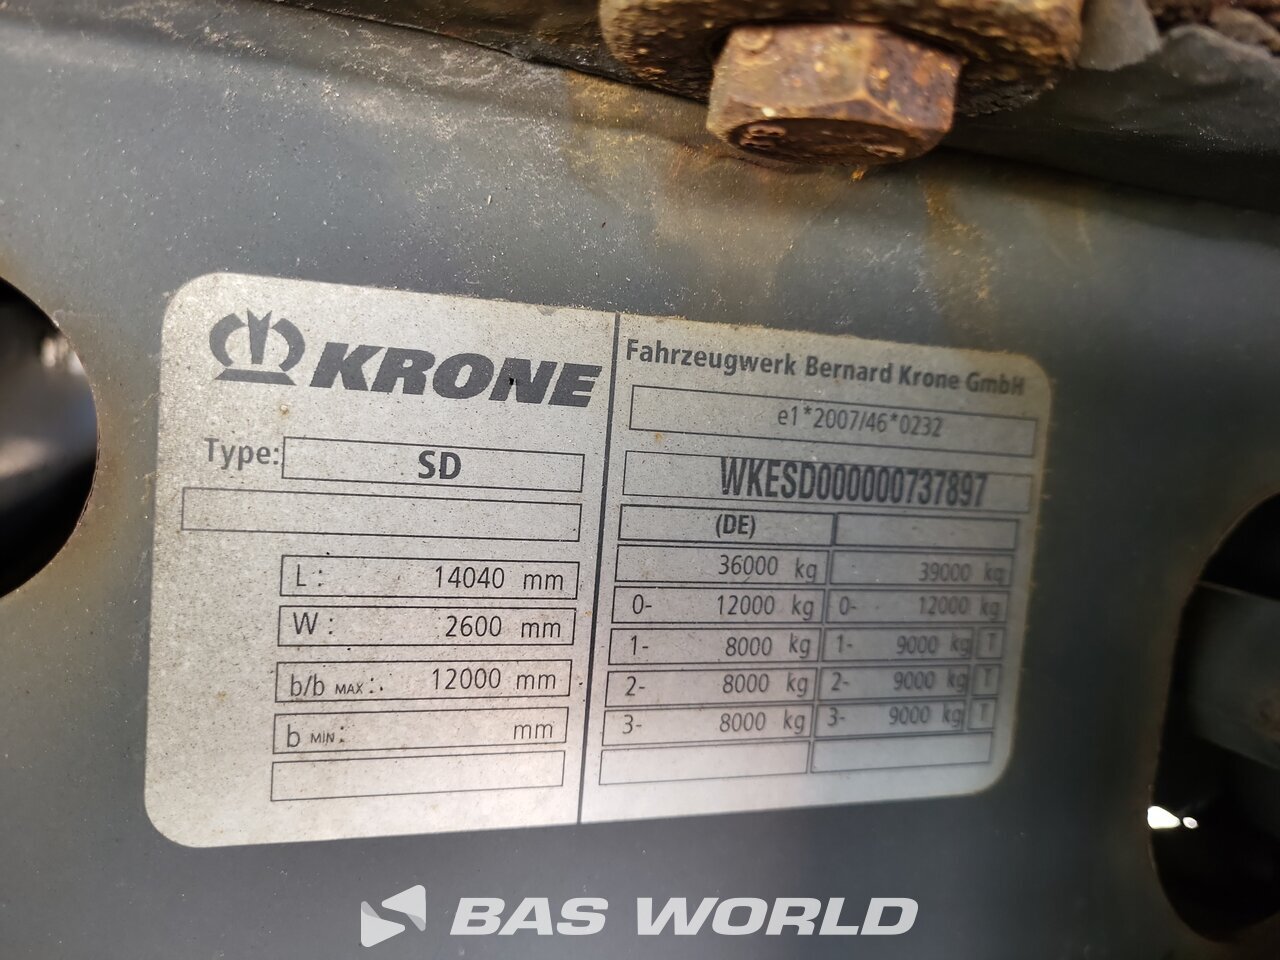 KRONE
Type: SD
L: 14040 mm
W: 2600 mm
b/b MAX: 12000 mm
b MIN: mm
Fahrzeugwerk Bernard Krone GmbH
e1*2007/46*0232
WKESD000000737897
(DE)
36000 kg 39000 kg
0- 12000 kg 0- 12000 kg
1- 8000 kg 1- 9000 kg T
2- 8000 kg 2- 9000 kg T
3- 8000 kg 3- 9000 kg T
BAS WORLD